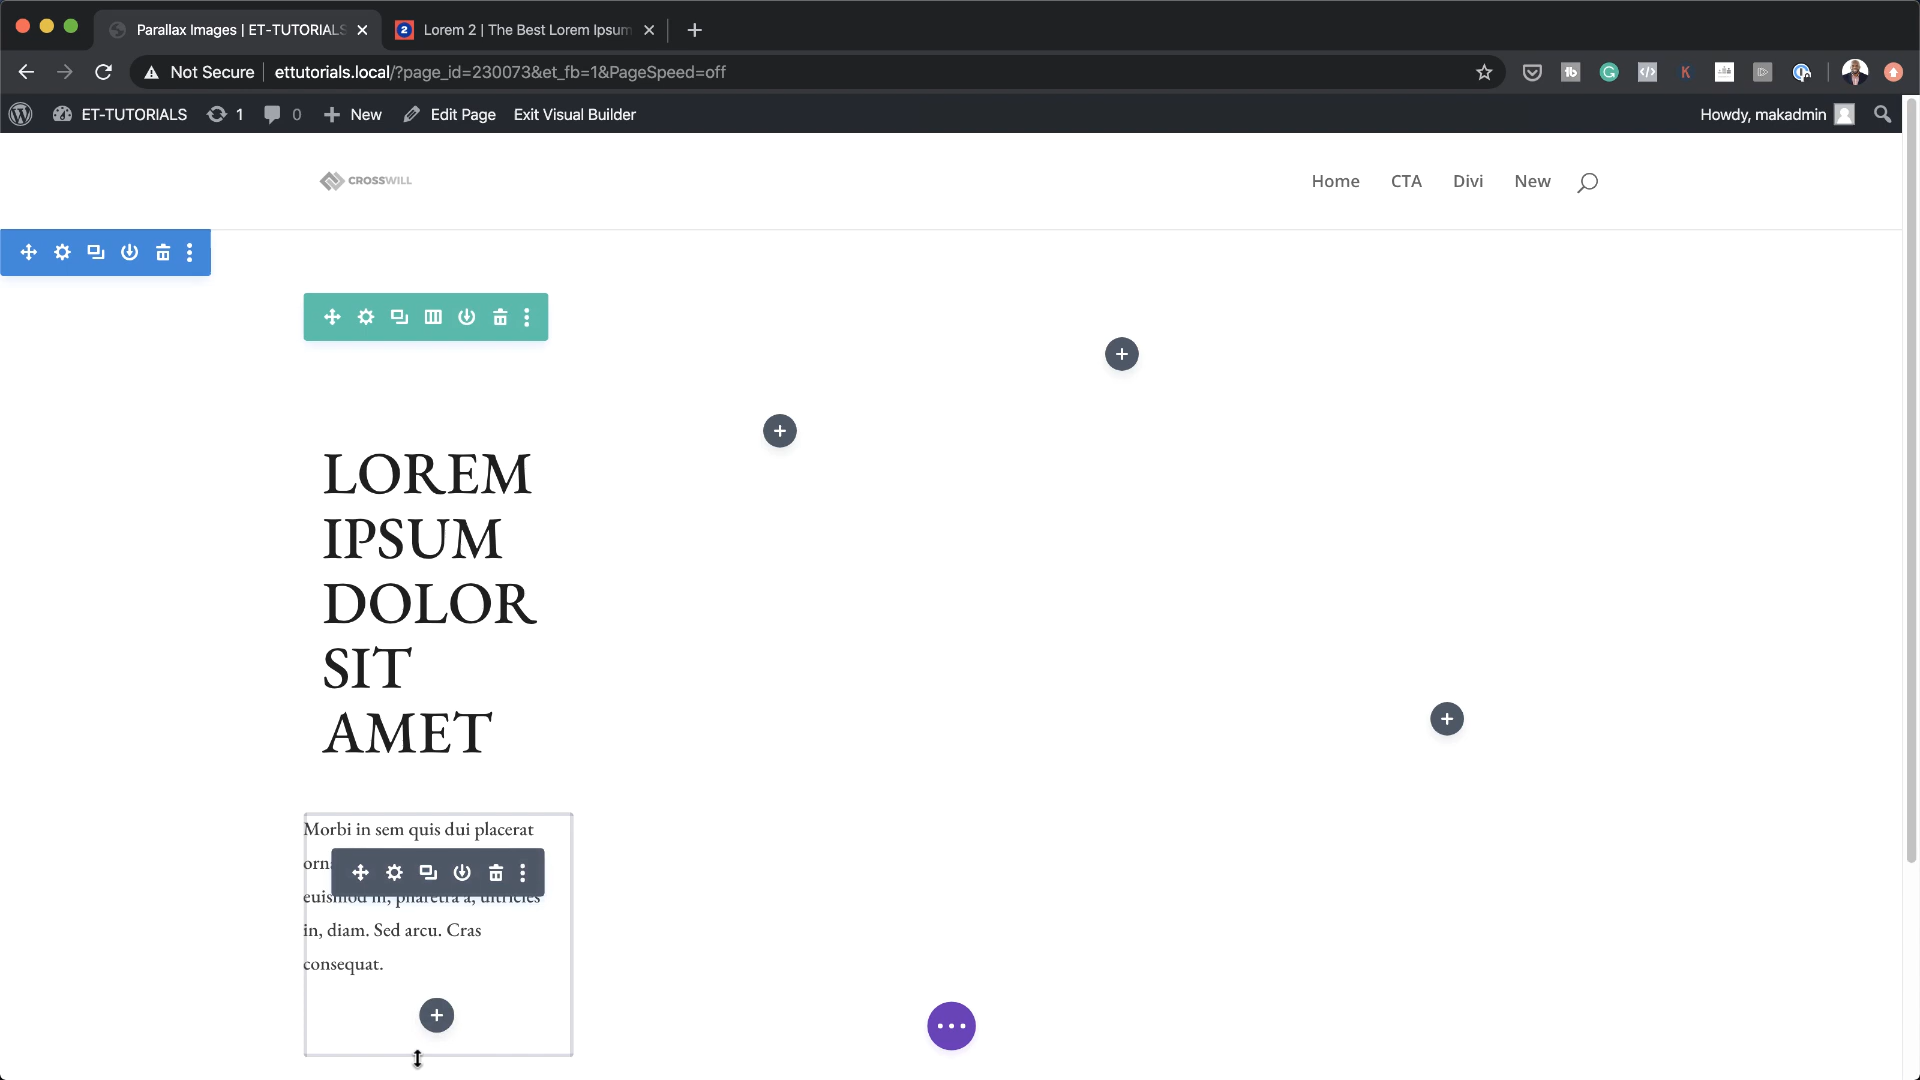 Parallax Images | ET-TUTORIALS
2 Lorem 2 | The Best Lorem Ipsum
Not Secure ettutorials.local/?page_id=230073&et_fb=1&PageSpeed=off
ET-TUTORIALS 1 0 New Edit Page Exit Visual Builder Howdy, makadmin
CROSSWILL
Home CTA Divi New
LOREM
IPSUM
DOLOR
SIT
AMET
Morbi in sem quis dui placerat
in, diam. Sed arcu. Cras
consequat.